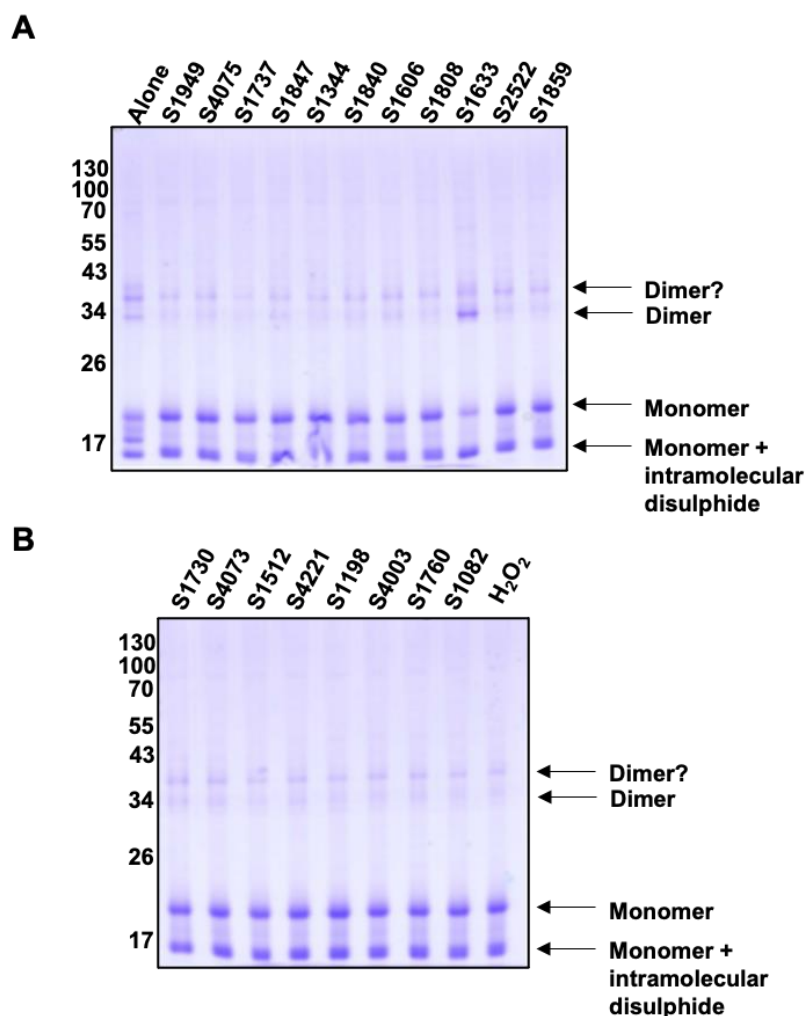 A
Alone S1949 S4075 S1737 S1847 S1344 S1840 S1606 S1808 S1633 S2522 S1859
130
100
70
55
43
34
26
17
Dimer?
Dimer
Monomer
Monomer +
intramolecular
disulphide
B
S1730 S4073 S1512 S4221 S1198 S4003 S1760 S1082 H₂O₂
130
100
70
55
43
34
26
17
Dimer?
Dimer
Monomer
Monomer +
intramolecular
disulphide